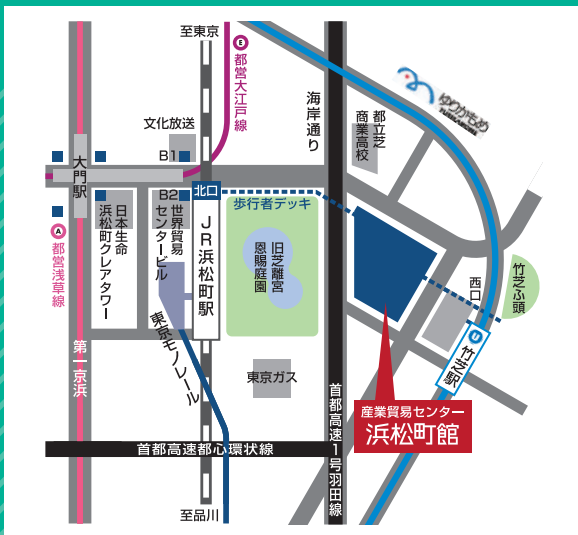 至東京
E
都営大江戸線
海岸通り
ゆりかもめ
YURIKAMOME
文化放送
都立芝
商業高校
B1
大門駅
B2
北口
歩行者デッキ
日本生命
浜松町クレアタワー
世界貿易
センタービル
JR浜松町駅
旧芝離宮
恩賜庭園
A
都営浅草線
竹芝ふ頭
西口
U
竹芝駅
東京モノレール
第一京浜
東京ガス
首都高速1号羽田線
産業貿易センター
浜松町館
首都高速都心環状線
至品川